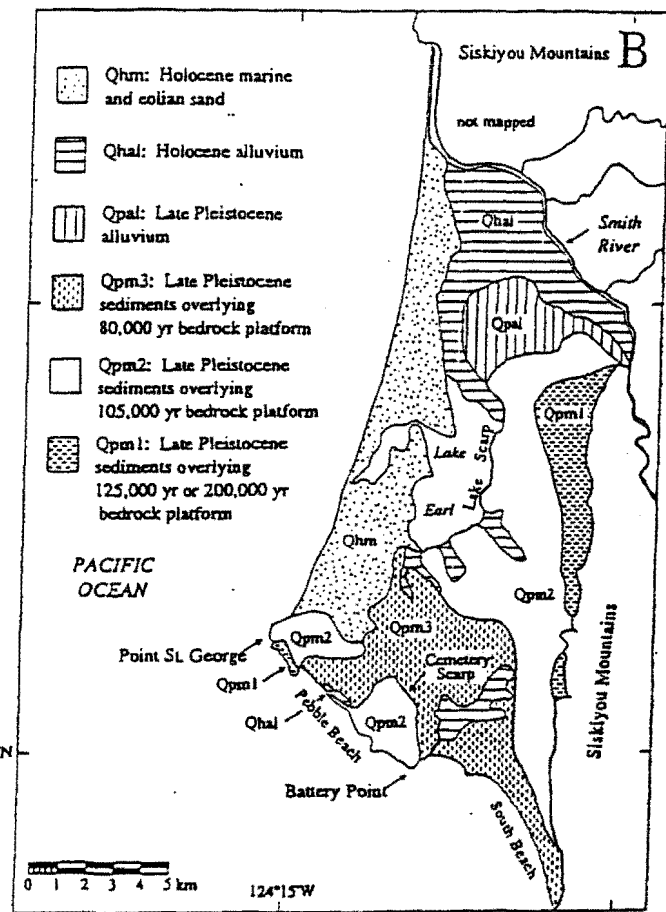 Siskiyou Mountains B
Qhm: Holocene marine
and eolian sand
not mapped
Qhal: Holocene alluvium
Qpal: Late Pleistocene
alluvium
Qpm3: Late Pleistocene
sediments overlying
80,000 yr bedrock platform
Qpm2: Late Pleistocene
sediments overlying
105,000 yr bedrock platform
Qpm1: Late Pleistocene
sediments overlying
125,000 yr or 200,000 yr
bedrock platform
Qhal
Smith
River
Qpal
Qpm1
Lake
Earl
Lake Scarp
Qhm
PACIFIC
OCEAN
Qpm2
Qpm2
Qpm3
Point St. George
Cemetery
Scarp
Qpm1
Pebble Beach
Qhal
Qpm2
Siskiyou Mountains
N
Battery Point
South Beach
0 1 2 3 4 5 km
124°15'W